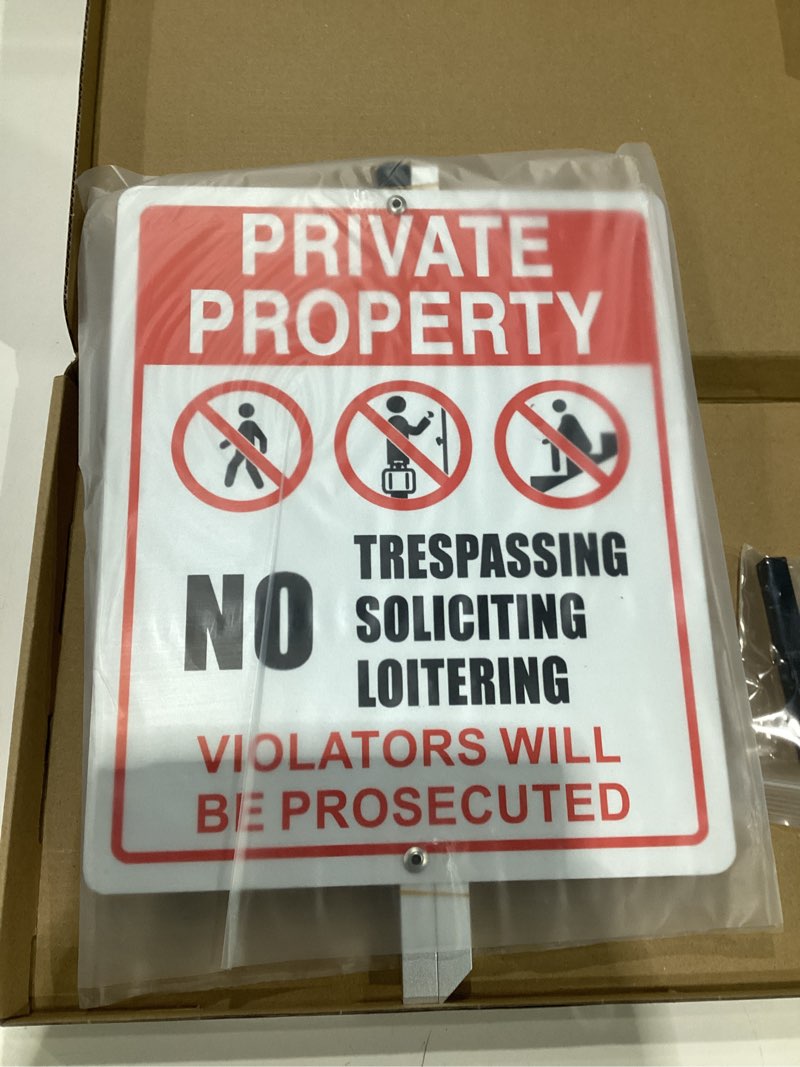 PRIVATE
PROPERTY
NO
TRESPASSING
SOLICITING
LOITERING
VIOLATORS WILL
BE PROSECUTED